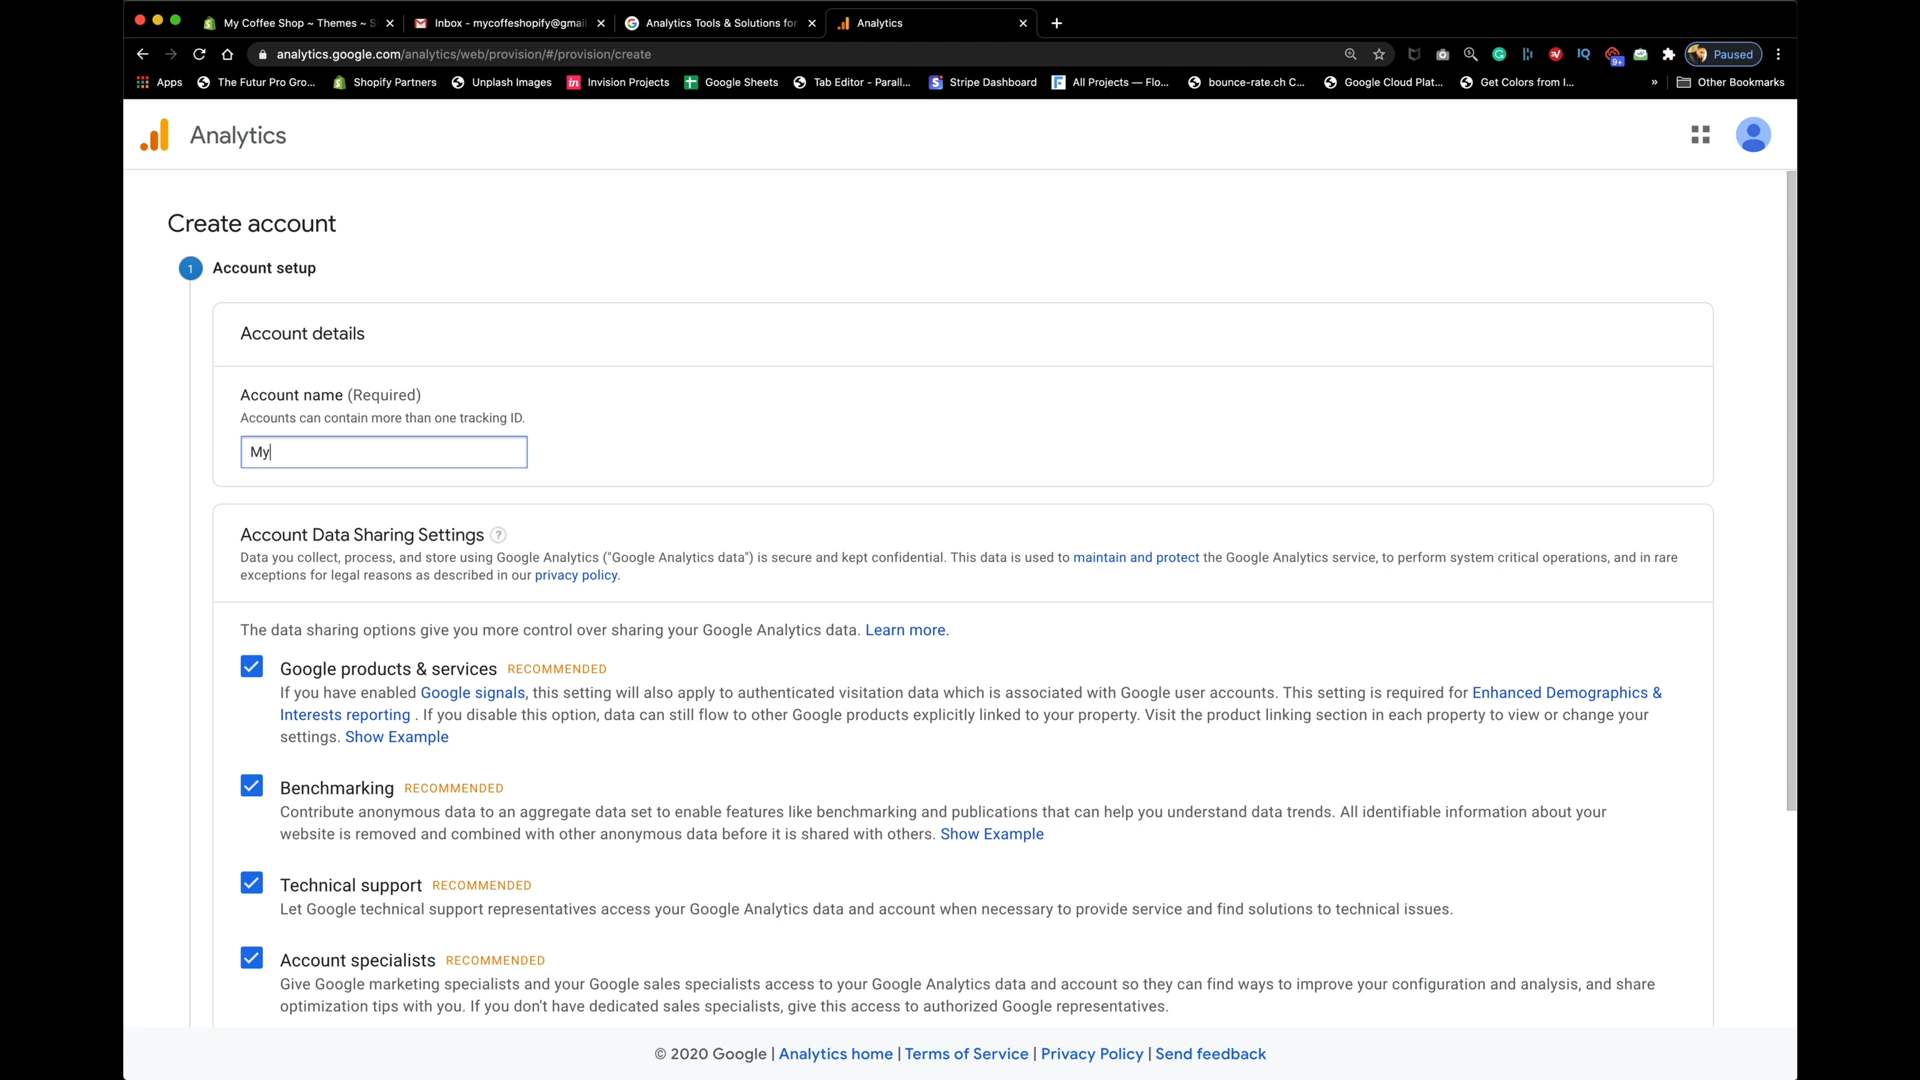 My Coffee Shop ~ Themes ~ S
Inbox - mycoffeshopify@gmai
Analytics Tools & Solutions for
Analytics
analytics.google.com/analytics/web/provision/#/provision/create
Paused
9+
Apps
The Futur Pro Gro...
Shopify Partners
Unplash Images
in
Invision Projects
Google Sheets
Tab Editor - Parall...
S
Stripe Dashboard
F
All Projects — Flo...
bounce-rate.ch C...
Google Cloud Plat...
Get Colors from I...
»
Other Bookmarks
Analytics
Create account
1
Account setup
Account details
Account name (Required)
Accounts can contain more than one tracking ID.
My
Account Data Sharing Settings ?
Data you collect, process, and store using Google Analytics ("Google Analytics data") is secure and kept confidential. This data is used to maintain and protect the Google Analytics service, to perform system critical operations, and in rare
exceptions for legal reasons as described in our privacy policy.
The data sharing options give you more control over sharing your Google Analytics data. Learn more.
Google products & services RECOMMENDED
If you have enabled Google signals, this setting will also apply to authenticated visitation data which is associated with Google user accounts. This setting is required for Enhanced Demographics &
Interests reporting . If you disable this option, data can still flow to other Google products explicitly linked to your property. Visit the product linking section in each property to view or change your
settings. Show Example
Benchmarking RECOMMENDED
Contribute anonymous data to an aggregate data set to enable features like benchmarking and publications that can help you understand data trends. All identifiable information about your
website is removed and combined with other anonymous data before it is shared with others. Show Example
Technical support RECOMMENDED
Let Google technical support representatives access your Google Analytics data and account when necessary to provide service and find solutions to technical issues.
Account specialists RECOMMENDED
Give Google marketing specialists and your Google sales specialists access to your Google Analytics data and account so they can find ways to improve your configuration and analysis, and share
optimization tips with you. If you don't have dedicated sales specialists, give this access to authorized Google representatives.
© 2020 Google | Analytics home | Terms of Service | Privacy Policy | Send feedback